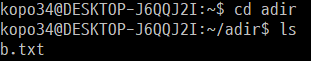 kopo34@DESKTOP-J6QQJ2I:~$ cd adir
kopo34@DESKTOP-J6QQJ2I:~/adir$ ls
b.txt